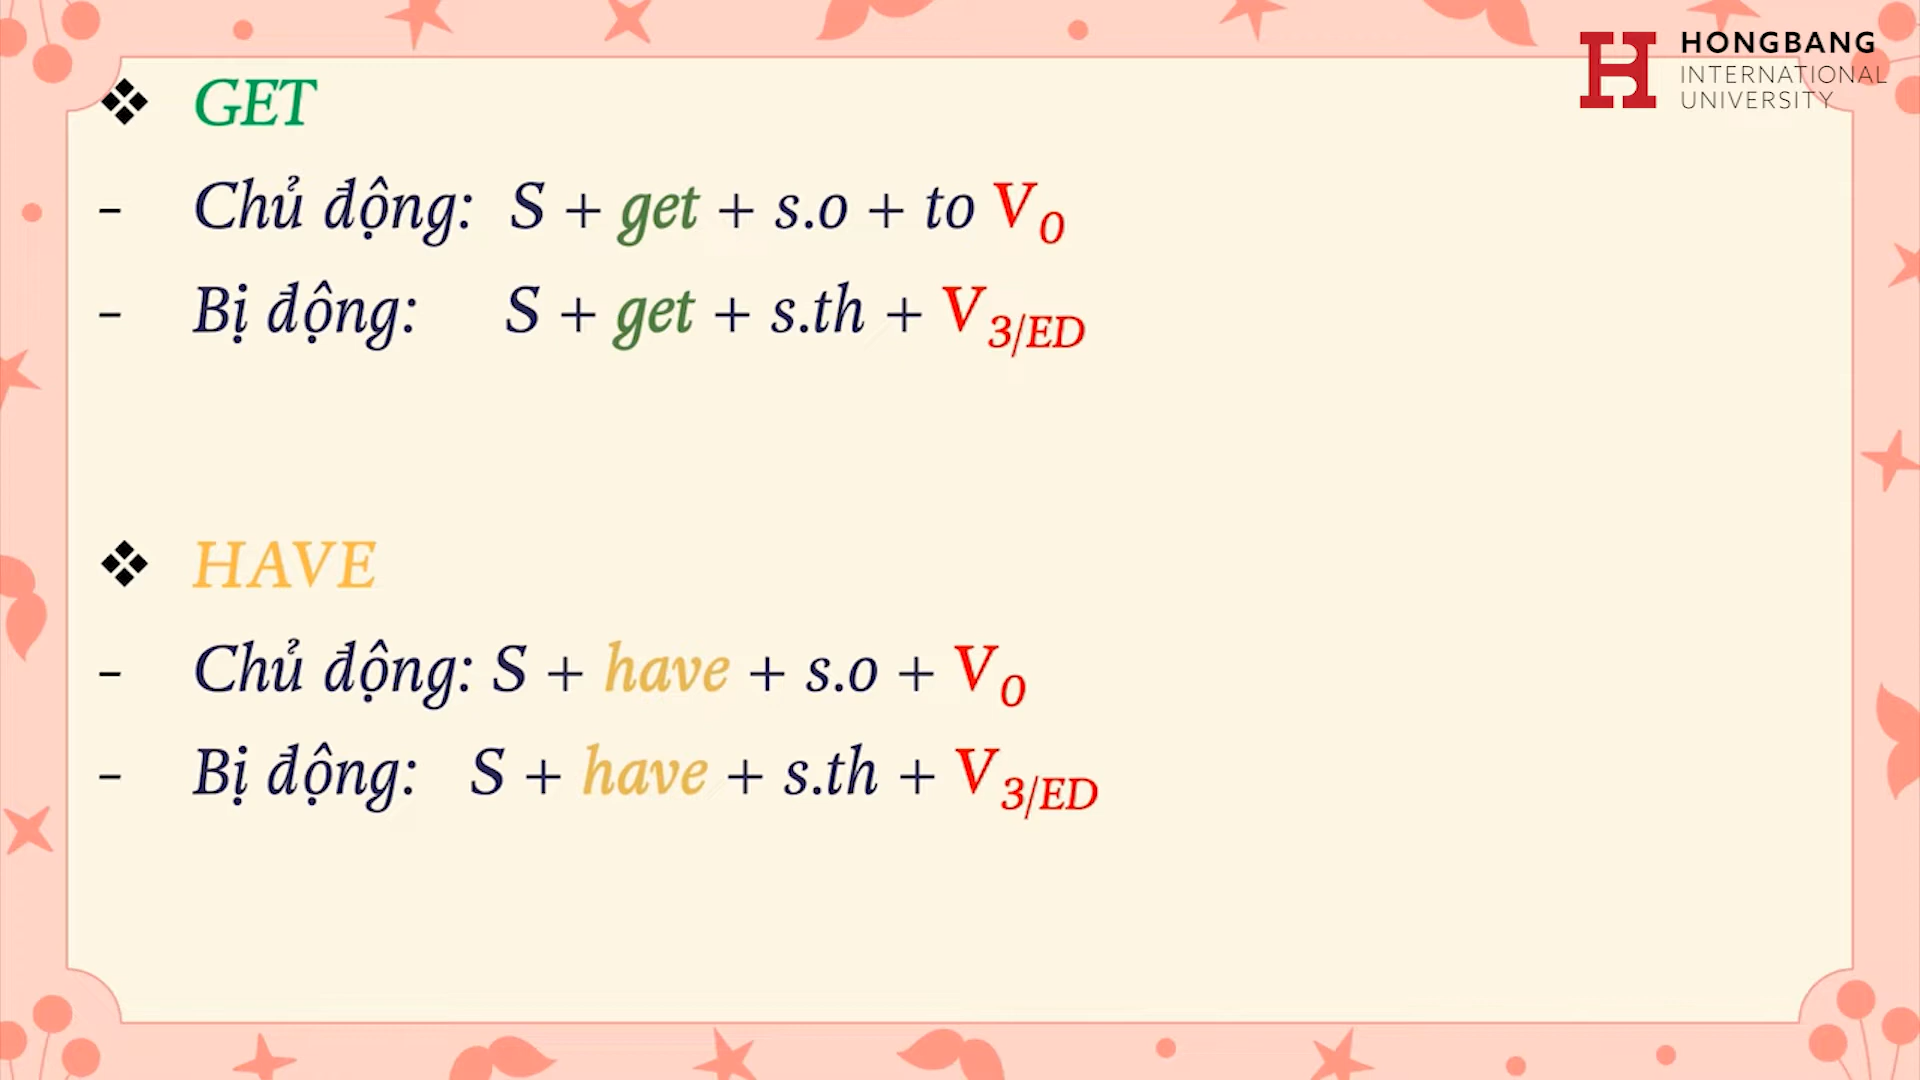 HONGBANG
INTERNATIONAL
UNIVERSITY
❖ GET
- Chủ động: S + get + s.o + to V0
- Bị động: S + get + s.th + V3/ED
❖ HAVE
- Chủ động: S + have + s.o + V0
- Bị động: S + have + s.th + V3/ED